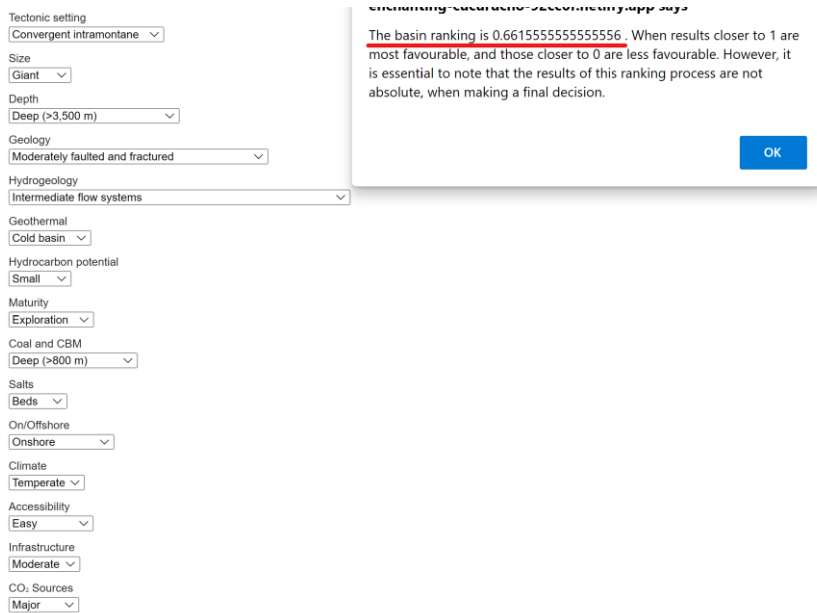 Tectonic setting
Convergent intramontane
Size
Giant
Depth
Deep (>3,500 m)
Geology
Moderately faulted and fractured
Hydrogeology
Intermediate flow systems
Geothermal
Cold basin
Hydrocarbon potential
Small
Maturity
Exploration
Coal and CBM
Deep (>800 m)
Salts
Beds
On/Offshore
Onshore
Climate
Temperate
Accessibility
Easy
Infrastructure
Moderate
CO₂ Sources
Major
says
The basin ranking is 0.6615555555555556 . When results closer to 1 are
most favourable, and those closer to 0 are less favourable. However, it
is essential to note that the results of this ranking process are not
absolute, when making a final decision.
OK